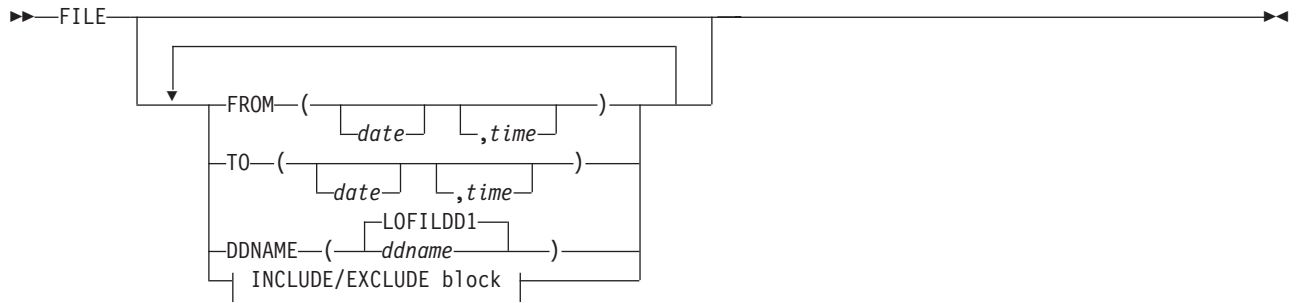 FILE
FROM ( date ,time )
TO ( date ,time )
LOFILDD1
DDNAME ( ddname )
INCLUDE/EXCLUDE block